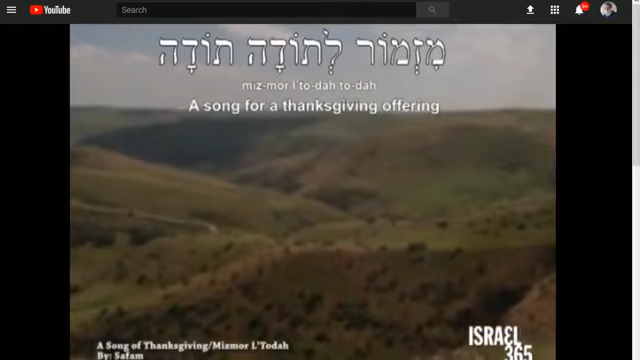 YouTube
Search
9+
מִזְמוֹר לְתוֹדָה תוֹדָה
miz-mor l'to-dah to-dah
A song for a thanksgiving offering
A Song of Thanksgiving/Mizmor L'Todah
By: Safam
ISRAEL
365